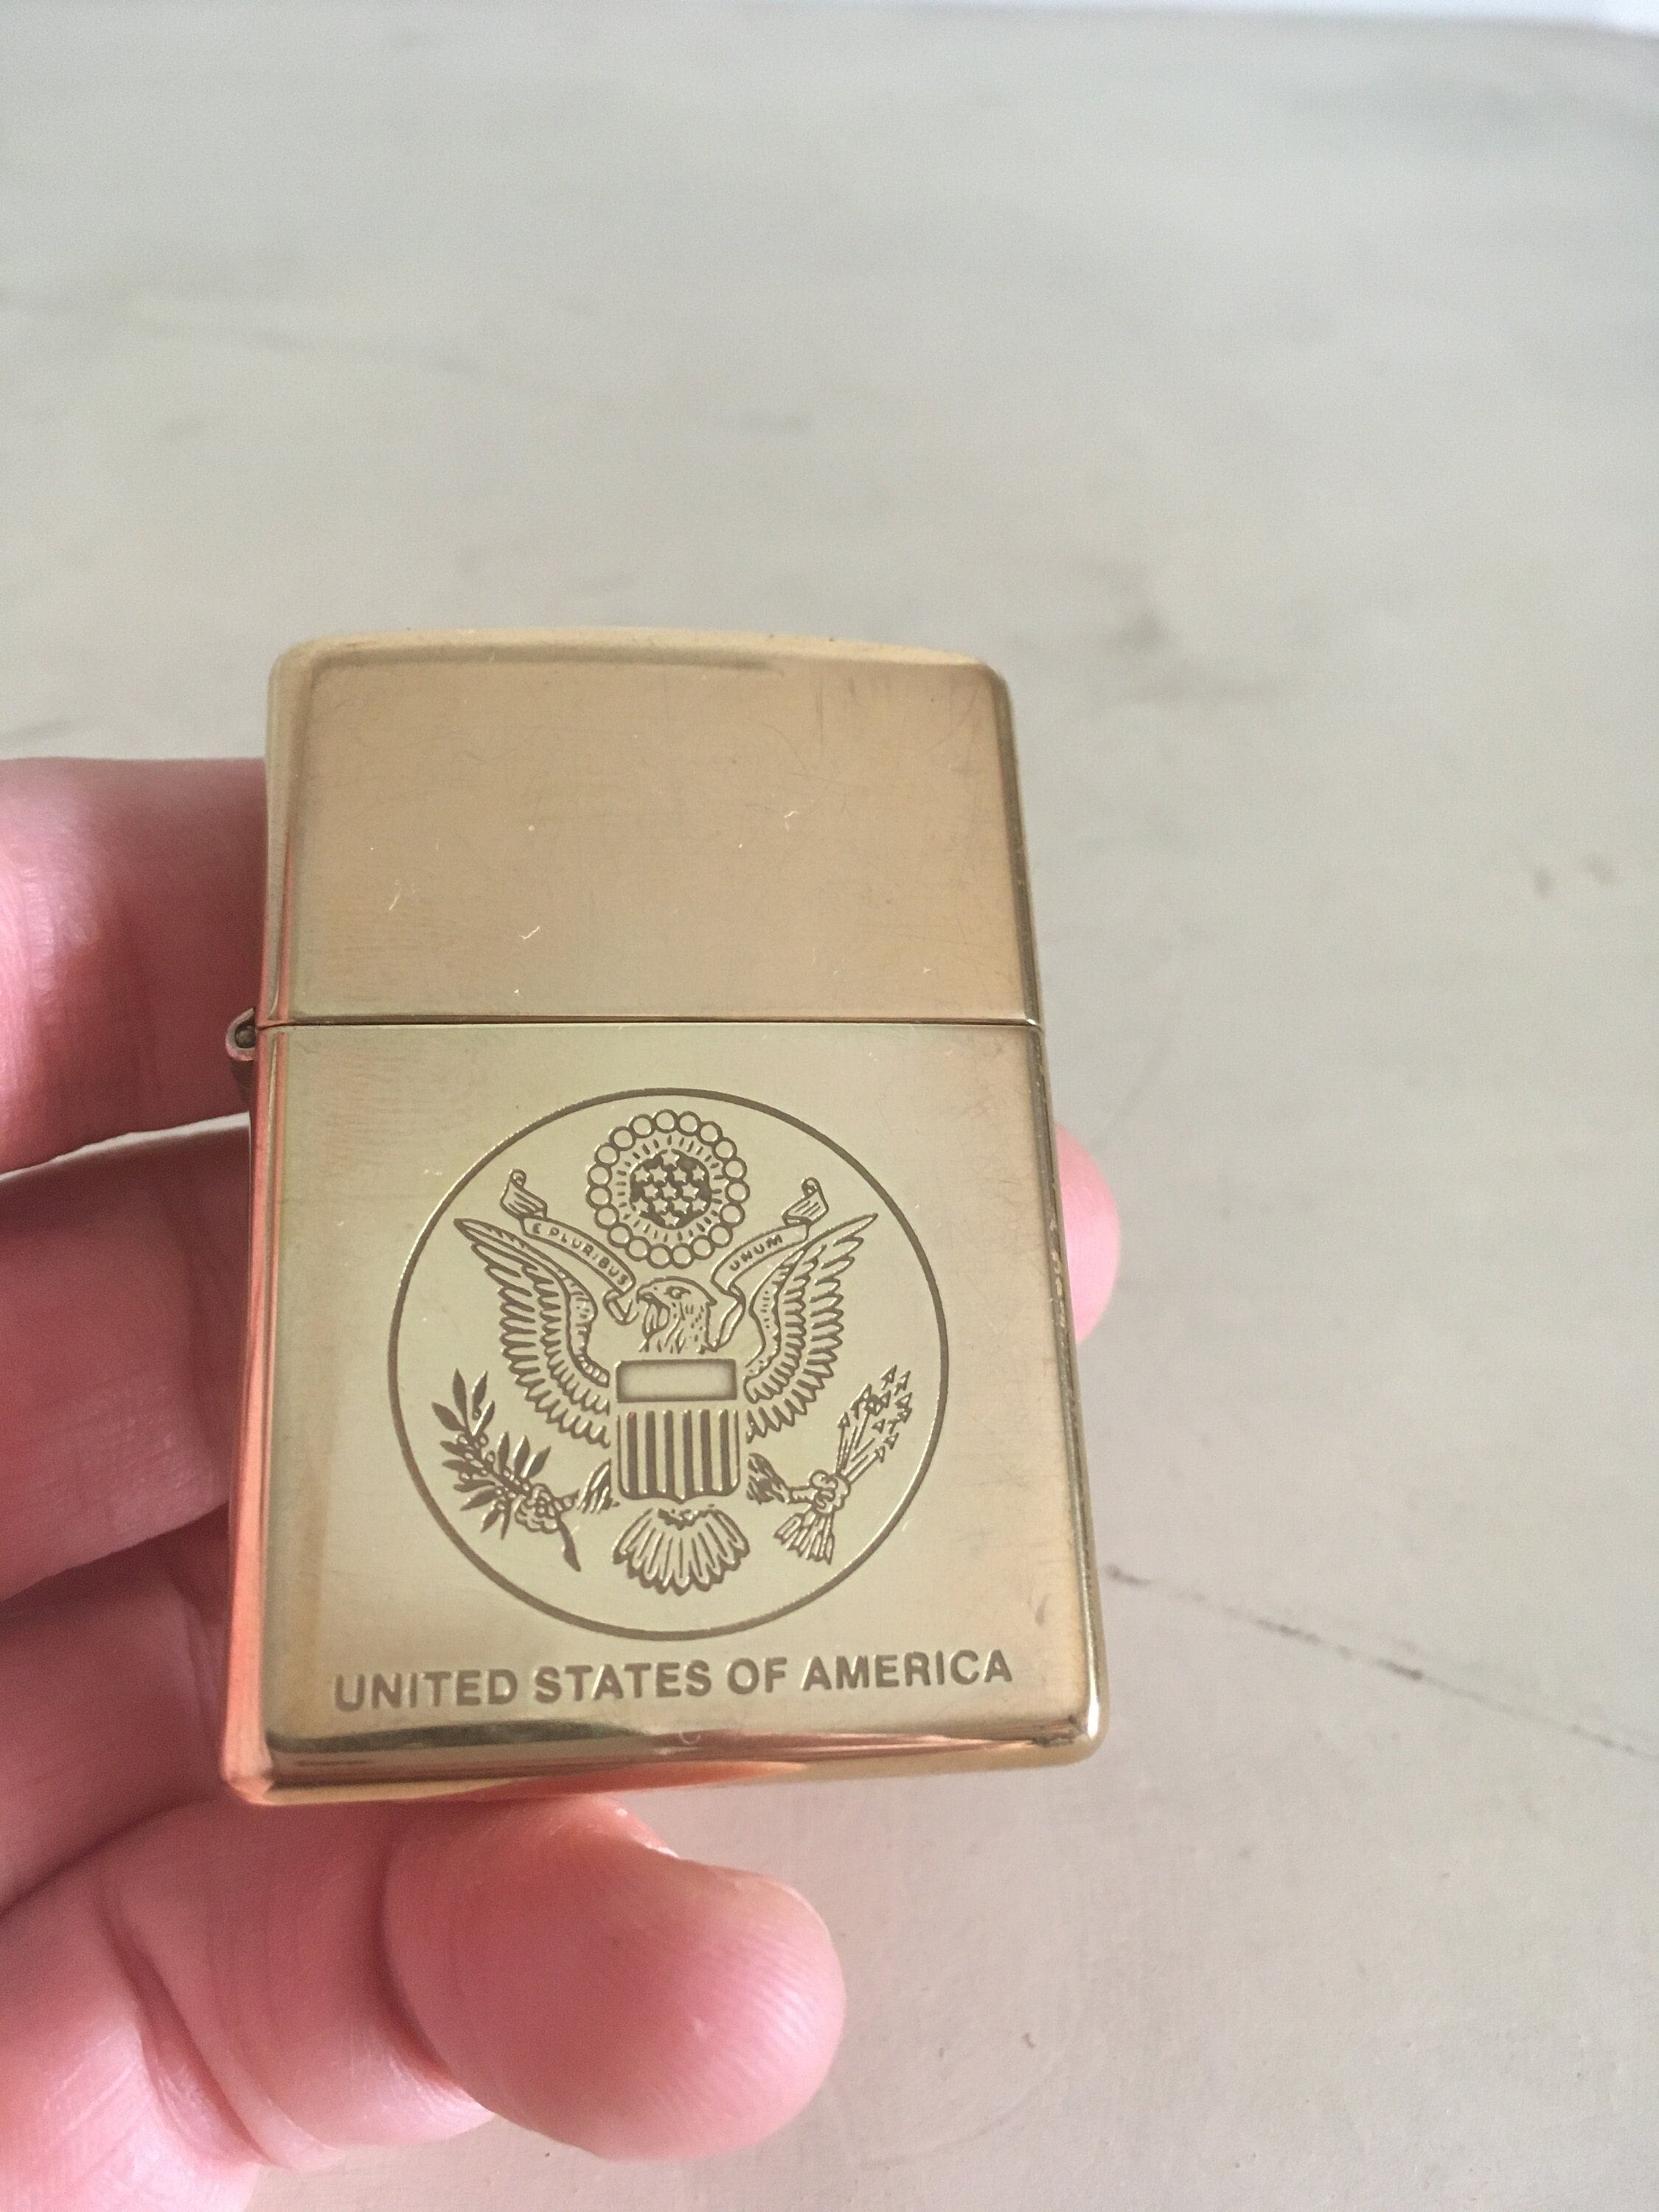 E PLURIBUS UNUM
UNITED STATES OF AMERICA